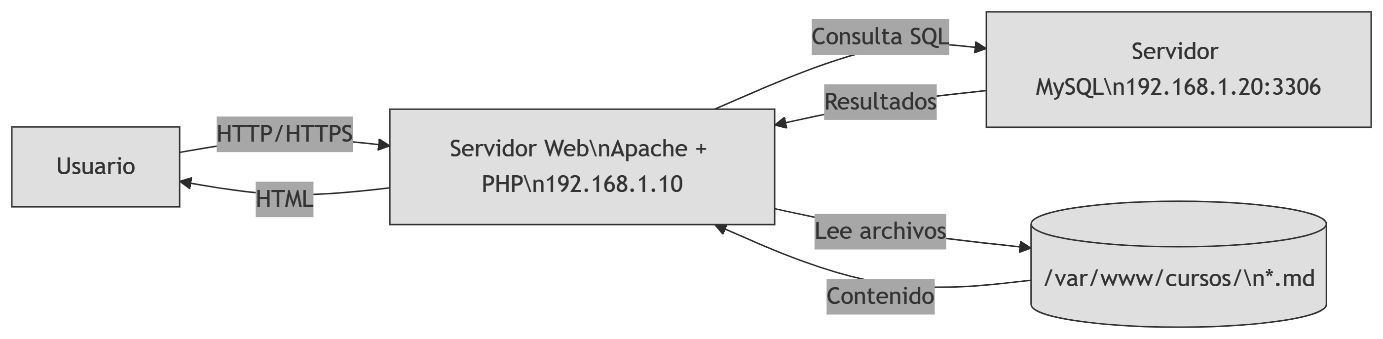 Consulta SQL
Servidor
MySQL\n192.168.1.20:3306
Resultados
HTTP/HTTPS
Usuario
Servidor Web\nApache +
PHP\n192.168.1.10
HTML
Lee archivos
/var/www/cursos/\n*.md
Contenido